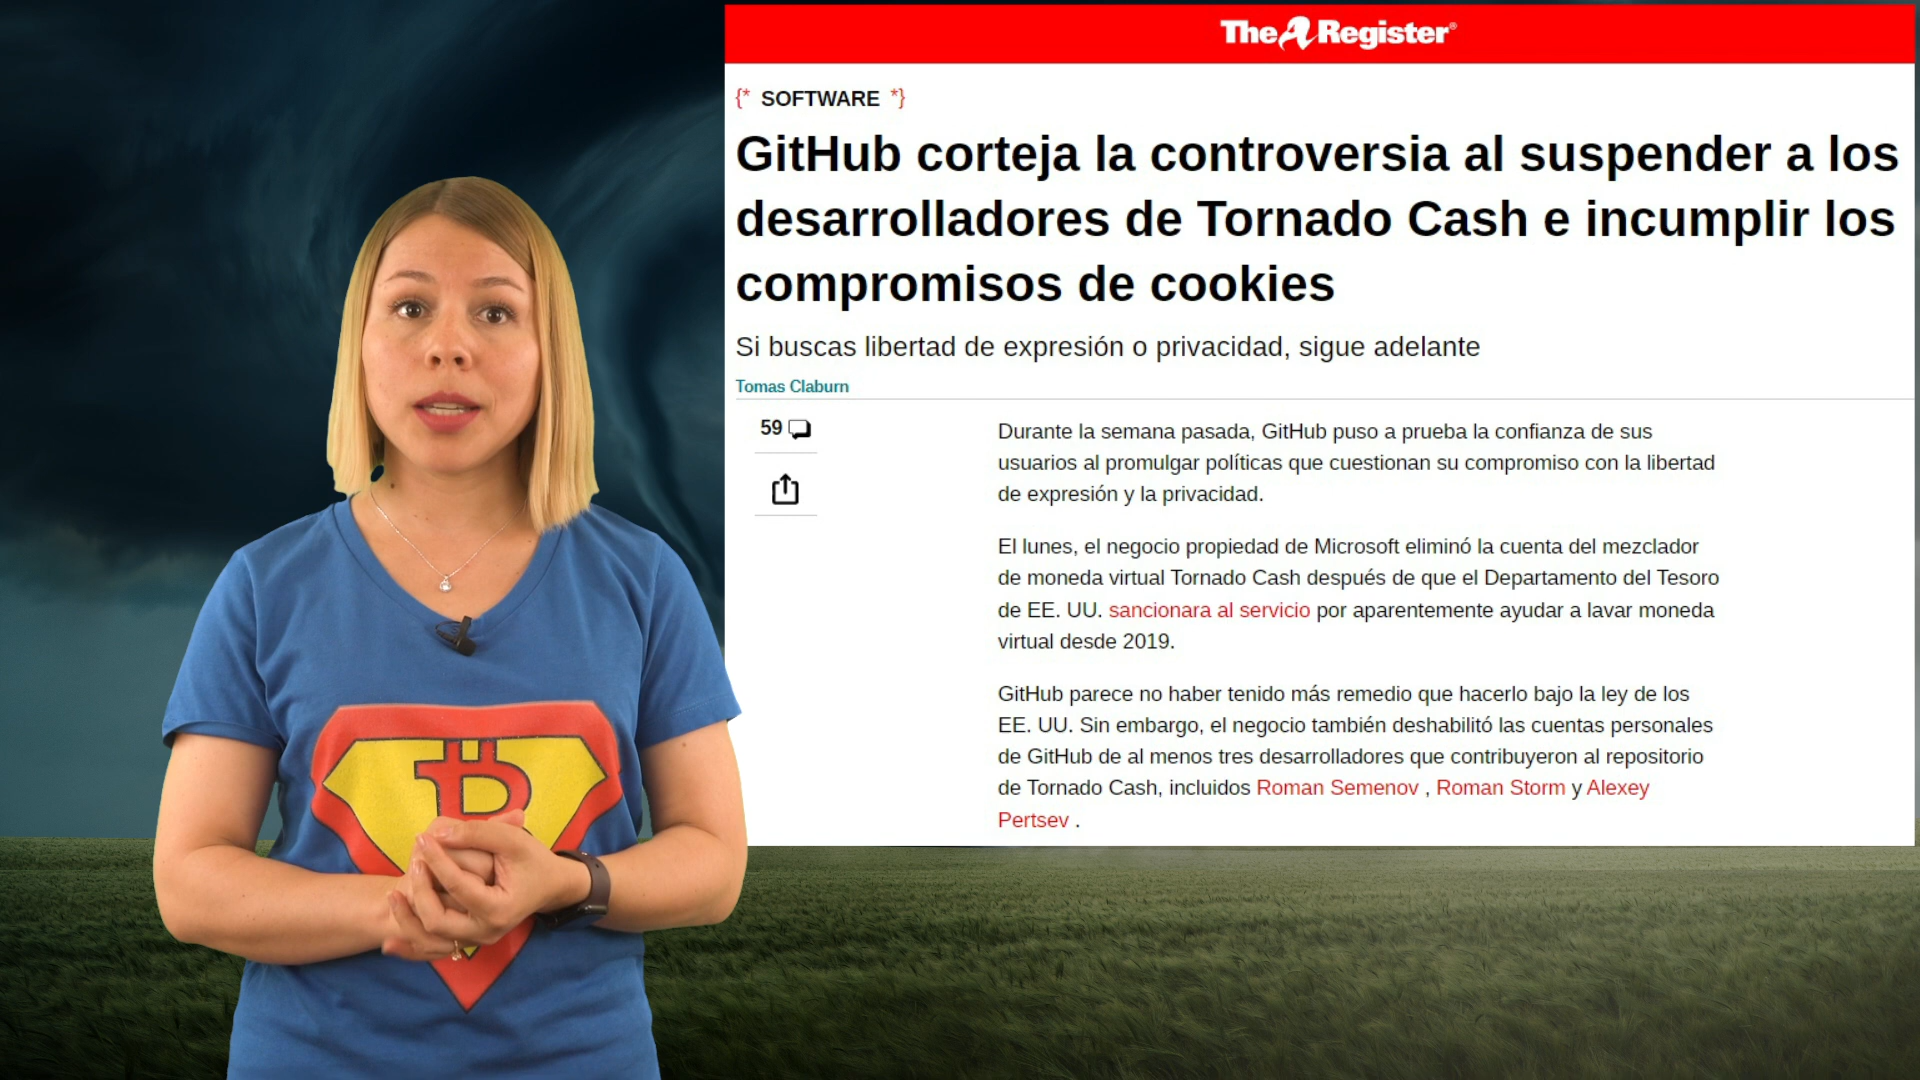 The Register®
{* SOFTWARE *}
GitHub corteja la controversia al suspender a los
desarrolladores de Tornado Cash e incumplir los
compromisos de cookies
Si buscas libertad de expresión o privacidad, sigue adelante
Tomas Claburn
59
Durante la semana pasada, GitHub puso a prueba la confianza de sus
usuarios al promulgar políticas que cuestionan su compromiso con la libertad
de expresión y la privacidad.
El lunes, el negocio propiedad de Microsoft eliminó la cuenta del mezclador
de moneda virtual Tornado Cash después de que el Departamento del Tesoro
de EE. UU. sancionara al servicio por aparentemente ayudar a lavar moneda
virtual desde 2019.
GitHub parece no haber tenido más remedio que hacerlo bajo la ley de los
EE. UU. Sin embargo, el negocio también deshabilitó las cuentas personales
de GitHub de al menos tres desarrolladores que contribuyeron al repositorio
de Tornado Cash, incluidos Roman Semenov , Roman Storm y Alexey
Pertsev .